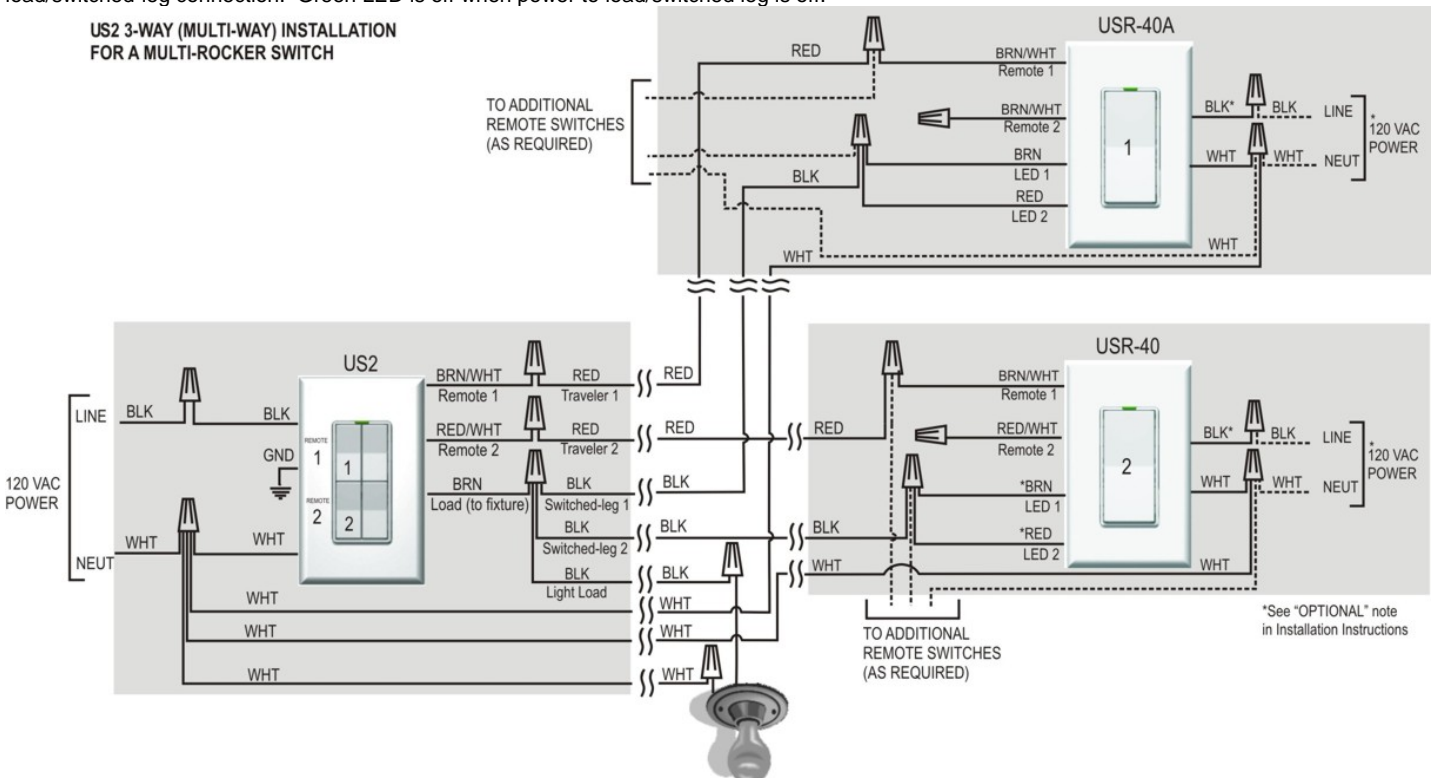 load/switched-leg connection. Green LED is off when power to load/switched leg is off.
US2 3-WAY (MULTI-WAY) INSTALLATION
FOR A MULTI-ROCKER SWITCH
USR-40A
RED
BRN/WHT
Remote 1
TO ADDITIONAL
REMOTE SWITCHES
(AS REQUIRED)
BRN/WHT
Remote 2
BLK*
BLK
LINE
*
120 VAC
POWER
1
BRN
LED 1
WHT
WHT
NEUT
BLK
RED
LED 2
WHT
WHT
US2
USR-40
BRN/WHT
Remote 1
RED
Traveler 1
RED
BRN/WHT
Remote 1
LINE
BLK
BLK
RED/WHT
Remote 2
RED
Traveler 2
RED
RED
RED/WHT
Remote 2
BLK*
BLK
LINE
*
120 VAC
POWER
GND
REMOTE
1
1
REMOTE
2
2
120 VAC
POWER
BRN
Load (to fixture)
BLK
Switched-leg 1
BLK
2
*BRN
LED 1
WHT
WHT
NEUT
BLK
Switched-leg 2
BLK
BLK
*RED
LED 2
NEUT
WHT
WHT
BLK
Light Load
BLK
WHT
WHT
WHT
WHT
WHT
WHT
WHT
WHT
TO ADDITIONAL
REMOTE SWITCHES
(AS REQUIRED)
*See "OPTIONAL" note
in Installation Instructions